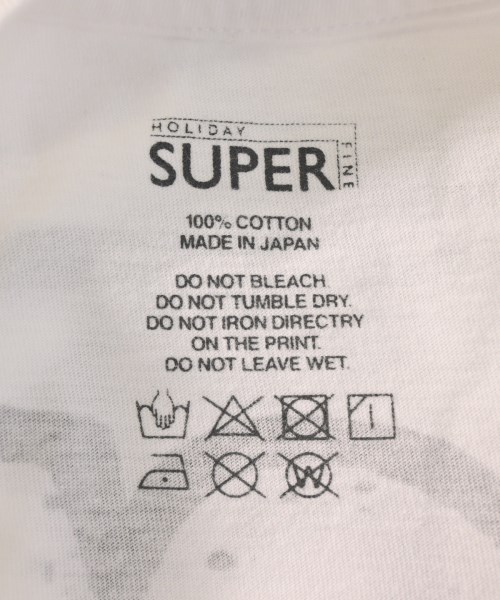 HOLIDAY
SUPER
FINE
100% COTTON
MADE IN JAPAN
DO NOT BLEACH.
DO NOT TUMBLE DRY.
DO NOT IRON DIRECTRY
ON THE PRINT.
DO NOT LEAVE WET.
W